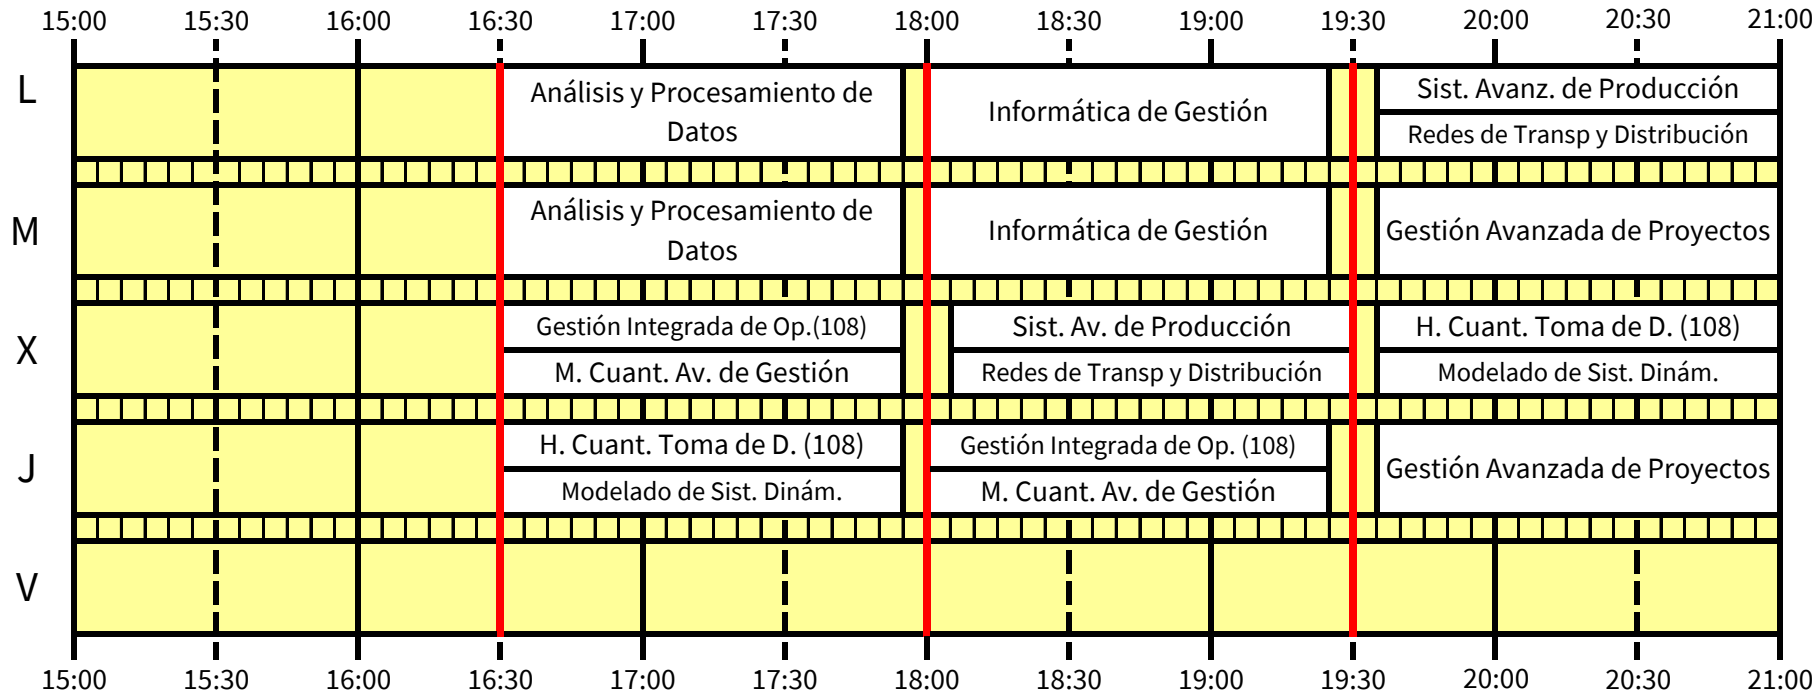 15:00 15:30 16:00 16:30 17:00 17:30 18:00 18:30 19:00 19:30 20:00 20:30 21:00
L
Análisis y Procesamiento de
Datos
Informática de Gestión
Sist. Avanz. de Producción
Redes de Transp y Distribución
M
Análisis y Procesamiento de
Datos
Informática de Gestión
Gestión Avanzada de Proyectos
X
Gestión Integrada de Op.(108)
M. Cuant. Av. de Gestión
Sist. Av. de Producción
Redes de Transp y Distribución
H. Cuant. Toma de D. (108)
Modelado de Sist. Dinám.
J
H. Cuant. Toma de D. (108)
Modelado de Sist. Dinám.
Gestión Integrada de Op. (108)
M. Cuant. Av. de Gestión
Gestión Avanzada de Proyectos
V
15:00 15:30 16:00 16:30 17:00 17:30 18:00 18:30 19:00 19:30 20:00 20:30 21:00